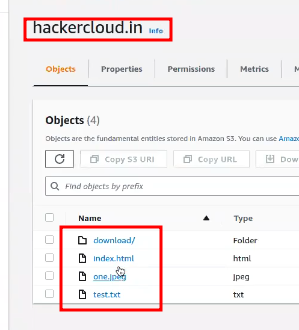 hackercloud.in Info
Objects Properties Permissions Metrics
Objects (4)
Objects are the fundamental entities stored in Amazon S3. You can use
Copy S3 URI Copy URL
Find objects by prefix
Name Type
download/ Folder
index.html html
one.jpeg jpeg
test.txt txt